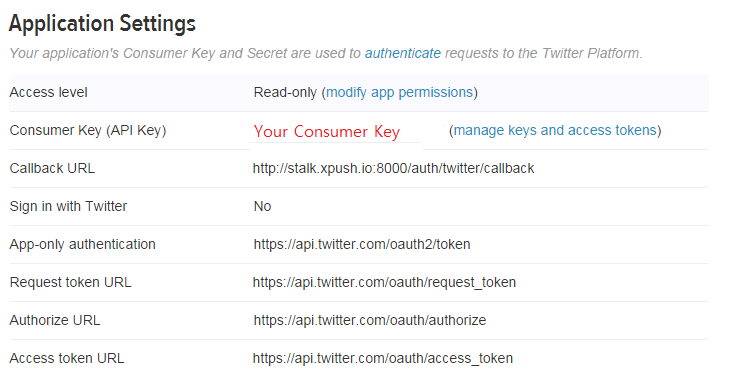 Application Settings
Your application's Consumer Key and Secret are used to authenticate requests to the Twitter Platform.
Access level Read-only (modify app permissions)
Consumer Key (API Key) Your Consumer Key (manage keys and access tokens)
Callback URL http://stalk.xpush.io:8000/auth/twitter/callback
Sign in with Twitter No
App-only authentication https://api.twitter.com/oauth2/token
Request token URL https://api.twitter.com/oauth/request_token
Authorize URL https://api.twitter.com/oauth/authorize
Access token URL https://api.twitter.com/oauth/access_token